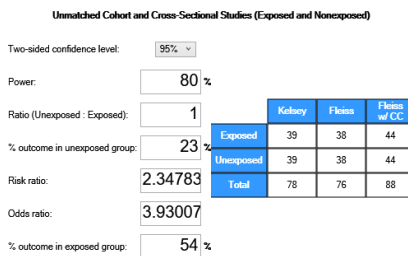 Unmatched Cohort and Cross-Sectional Studies (Exposed and Nonexposed)
Two-sided confidence level: 95%
Power: 80 %
Ratio (Unexposed : Exposed): 1
% outcome in unexposed group: 23 %
Risk ratio: 2.34783
Odds ratio: 3.93007
% outcome in exposed group: 54 %
Kelsey Fleiss Fleiss w/ CC
Exposed 39 38 44
Unexposed 39 38 44
Total 78 76 88